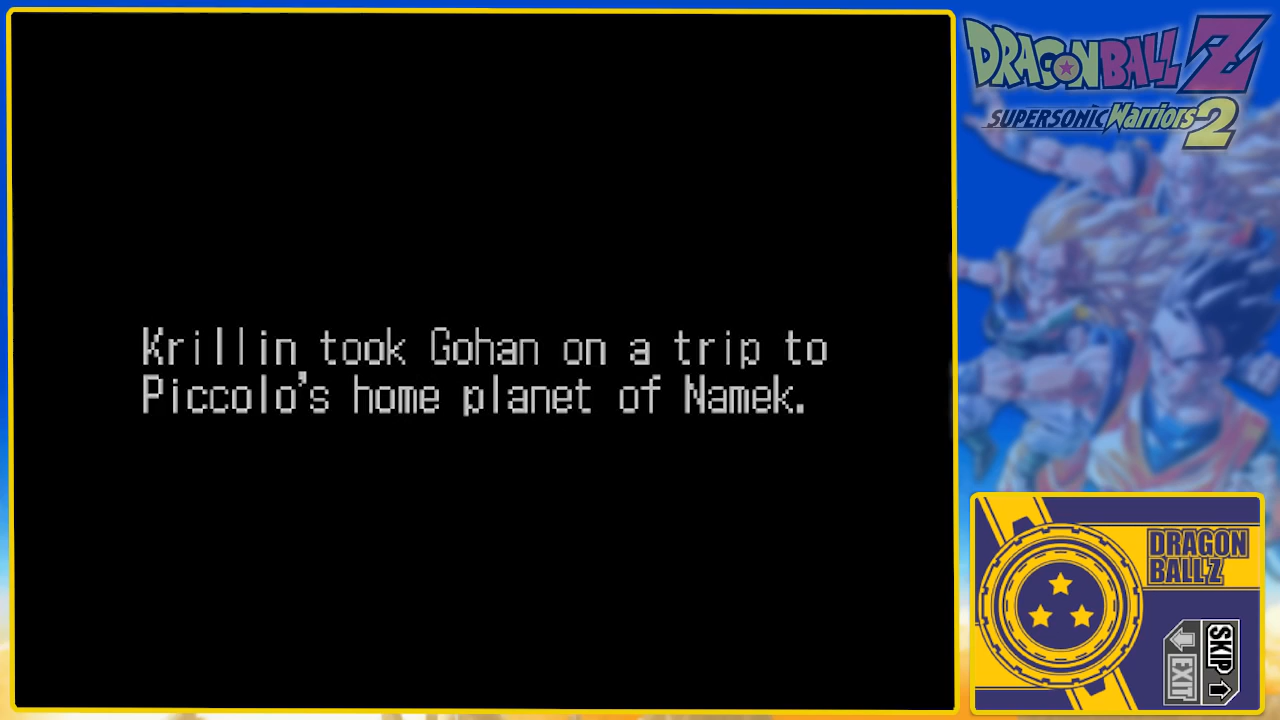 DRAGON BALL Z
SUPERSONIC Warriors 2
Krillin took Gohan on a trip to
Piccolo's home planet of Namek.
DRAGON
BALL Z
SKIP
EXIT